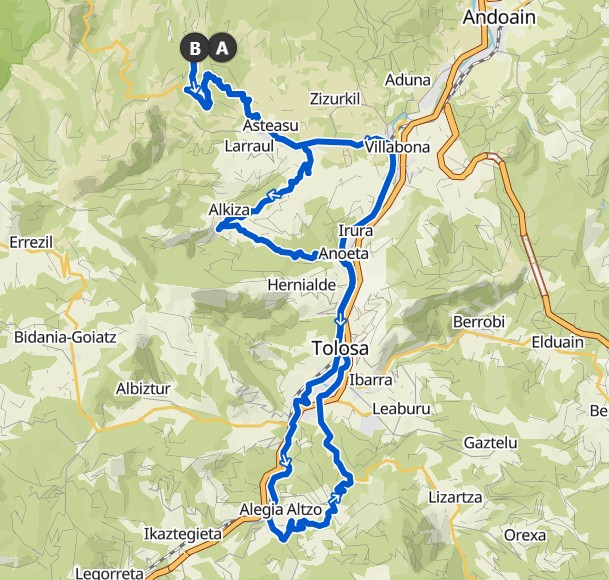 Andoain
B A
Aduna
Zizurkil
Asteasu
Larraul
Villabona
Alkiza
Irura
Errezil
Anoeta
Hernialde
Berrobi
Bidania-Goiatz
Elduain
Tolosa
Ibarra
Albiztur
Leaburu
Be
Gaztelu
Lizartza
Alegia Altzo
Ikaztegieta
Orexa
Legorreta